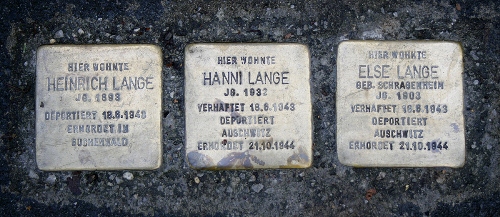 HIER WOHNTE
HEINRICH LANGE
JG. 1893
DEPORTIERT 18.6.1943
ERMORDET IN
BUCHENWALD
HIER WOHNTE
HANNI LANGE
JG. 1932
VERHAFTET 18.6.1943
DEPORTIERT
AUSCHWITZ
ERMORDET 21.10.1944
HIER WOHNTE
ELSE LANGE
GEB. SCHRAGENHEIM
JG. 1903
VERHAFTET 18.6.1943
DEPORTIERT
AUSCHWITZ
ERMORDET 21.10.1944